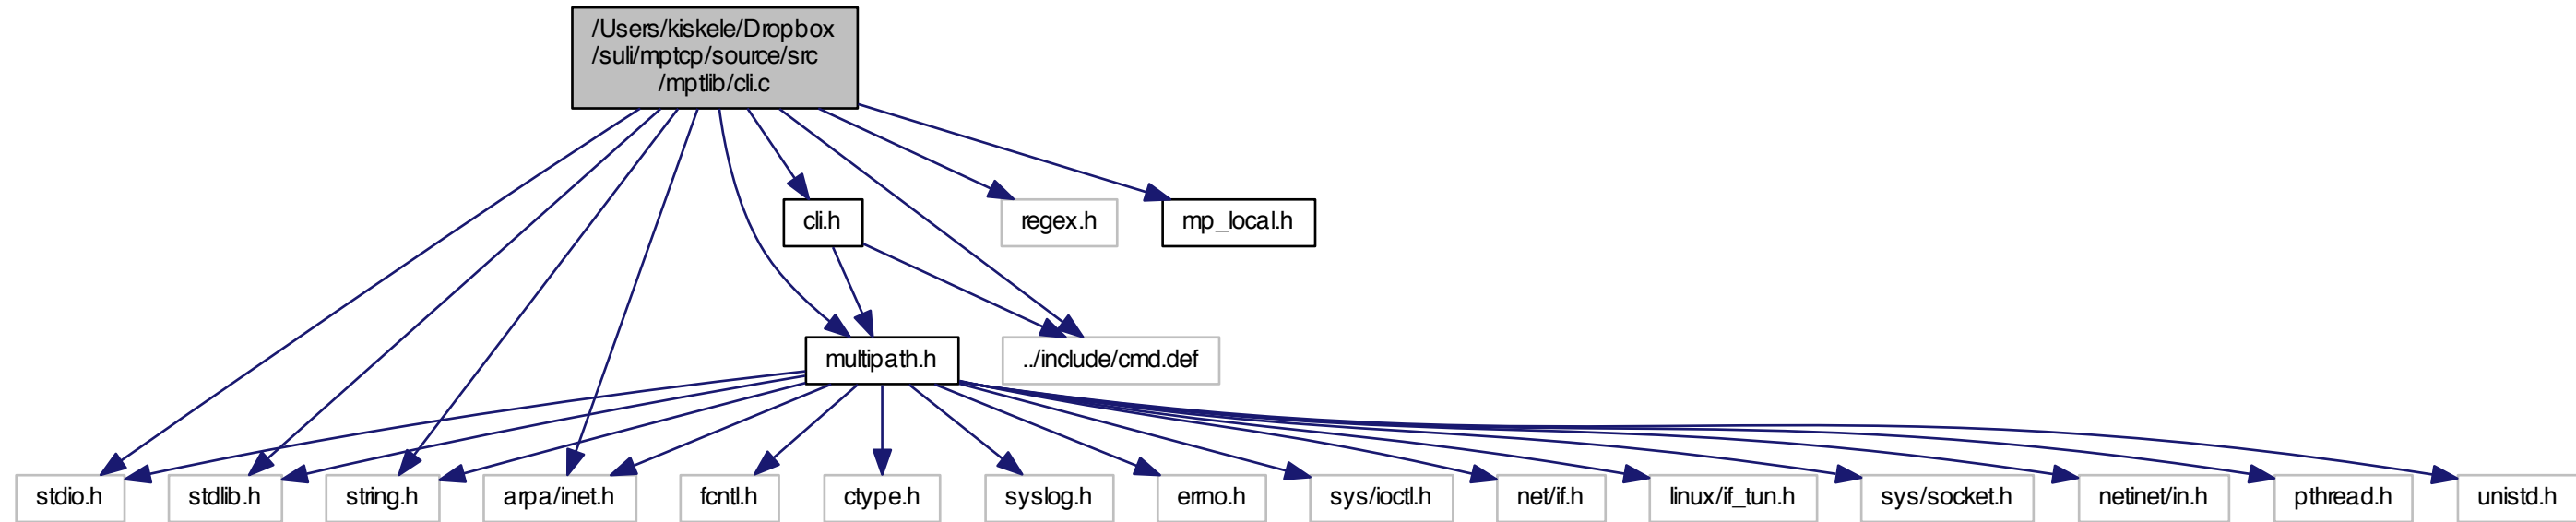 /Users/kiskele/Dropbox
/suli/mptcp/source/src
/mptlib/cli.c
cli.h
regex.h
mp_local.h
multipath.h
../include/cmd.def
stdio.h
stdlib.h
string.h
arpa/inet.h
fcntl.h
ctype.h
syslog.h
errno.h
sys/ioctl.h
net/if.h
linux/if_tun.h
sys/socket.h
netinet/in.h
pthread.h
unistd.h